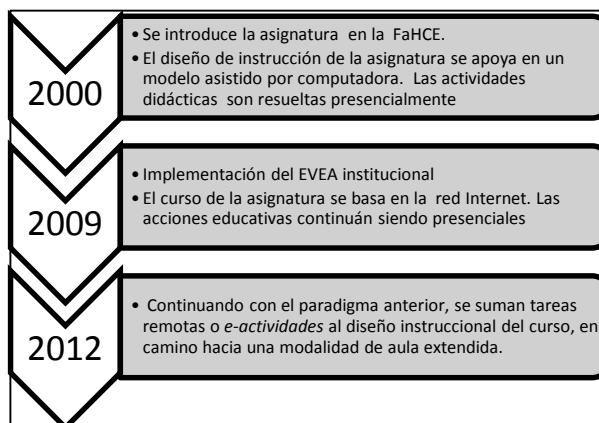 • Se introduce la asignatura en la FaHCE.
• El diseño de instrucción de la asignatura se apoya en un
modelo asistido por computadora. Las actividades
didácticas son resueltas presencialmente
2000
• Implementación del EVEA institucional
• El curso de la asignatura se basa en la red Internet. Las
acciones educativas continuán siendo presenciales
2009
• Continuando con el paradigma anterior, se suman tareas
remotas o e-actividades al diseño instruccional del curso, en
camino hacia una modalidad de aula extendida.
2012